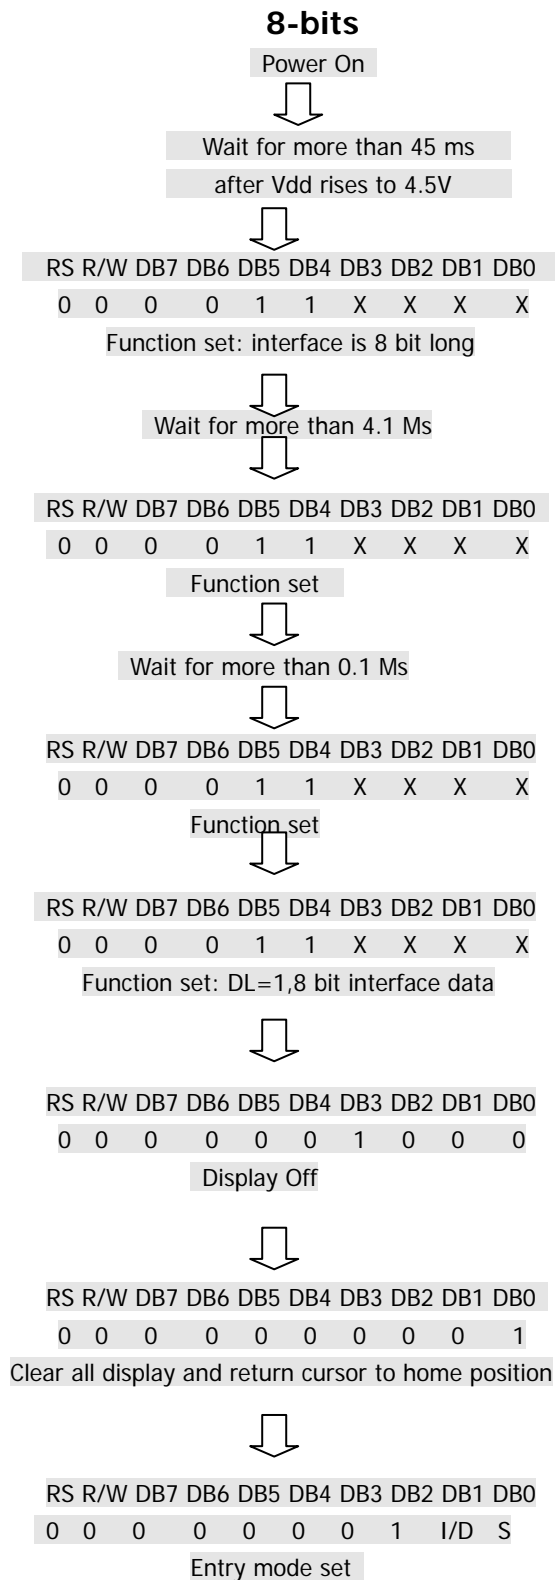 8-bits
Power On
Wait for more than 45 ms
after Vdd rises to 4.5V
RS R/W DB7 DB6 DB5 DB4 DB3 DB2 DB1 DB0
0 0 0 0 1 1 X X X X
Function set: interface is 8 bit long
Wait for more than 4.1 Ms
RS R/W DB7 DB6 DB5 DB4 DB3 DB2 DB1 DB0
0 0 0 0 1 1 X X X X
Function set
Wait for more than 0.1 Ms
RS R/W DB7 DB6 DB5 DB4 DB3 DB2 DB1 DB0
0 0 0 0 1 1 X X X X
Function set
RS R/W DB7 DB6 DB5 DB4 DB3 DB2 DB1 DB0
0 0 0 0 1 1 X X X X
Function set: DL=1,8 bit interface data
RS R/W DB7 DB6 DB5 DB4 DB3 DB2 DB1 DB0
0 0 0 0 0 0 1 0 0 0
Display Off
RS R/W DB7 DB6 DB5 DB4 DB3 DB2 DB1 DB0
0 0 0 0 0 0 0 0 0 1
Clear all display and return cursor to home position
RS R/W DB7 DB6 DB5 DB4 DB3 DB2 DB1 DB0
0 0 0 0 0 0 0 1 I/D S
Entry mode set